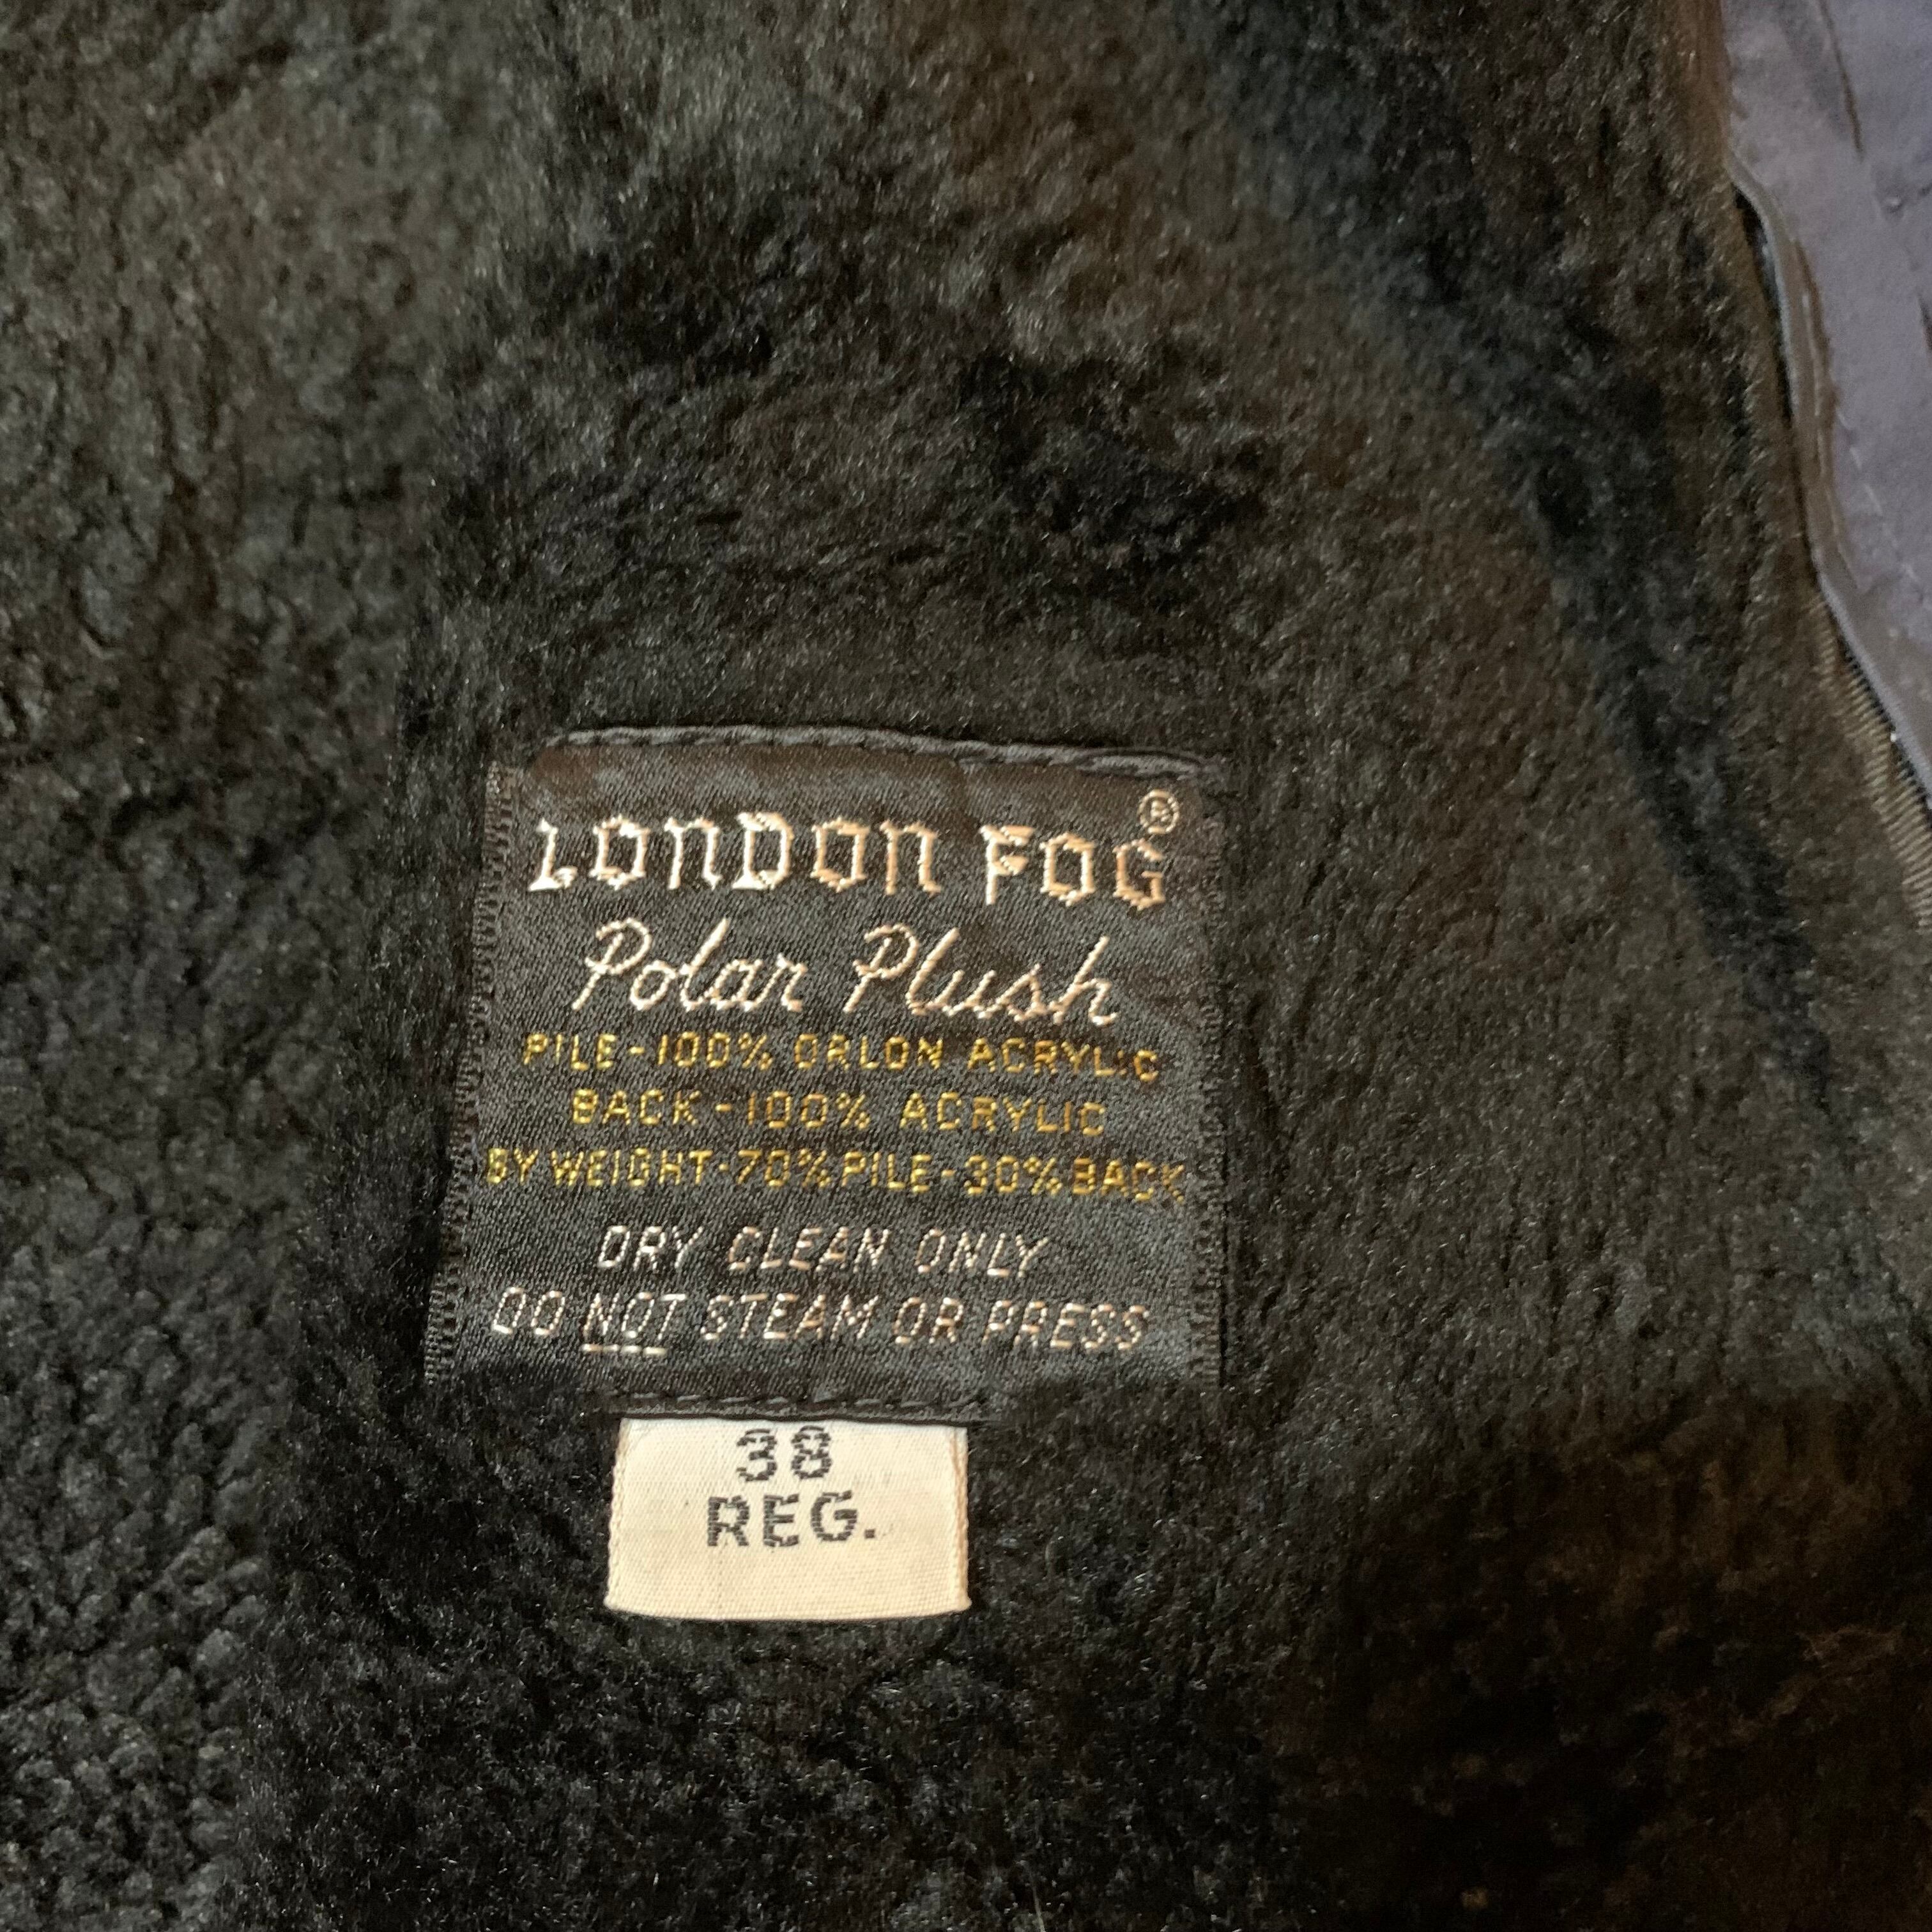 LONDON FOG®
Polar Plush
PILE-100% ORLON ACRYLIC
BACK-100% ACRYLIC
BY WEIGHT-70% PILE-30% BACK
DRY CLEAN ONLY
DO NOT STEAM OR PRESS
38
REG.